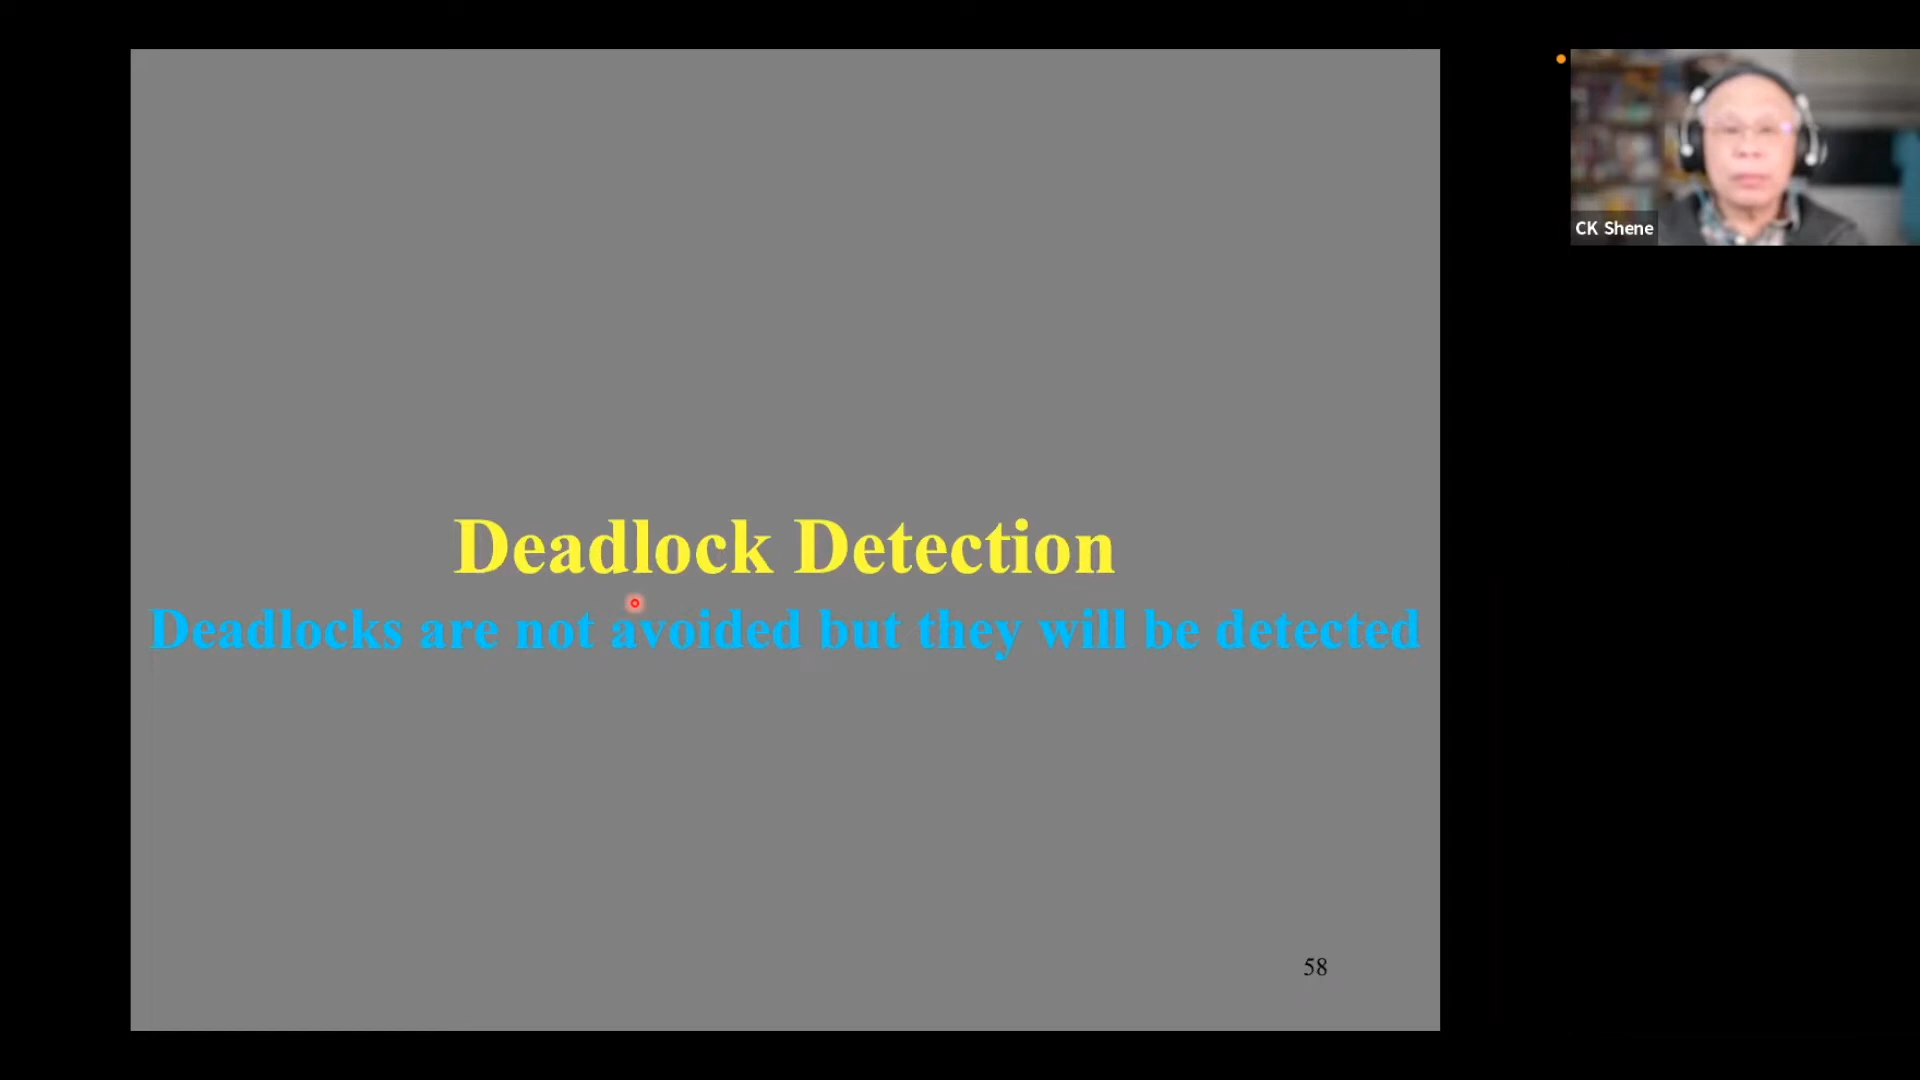 CK Shene
Deadlock Detection
Deadlocks are not avoided but they will be detected
58